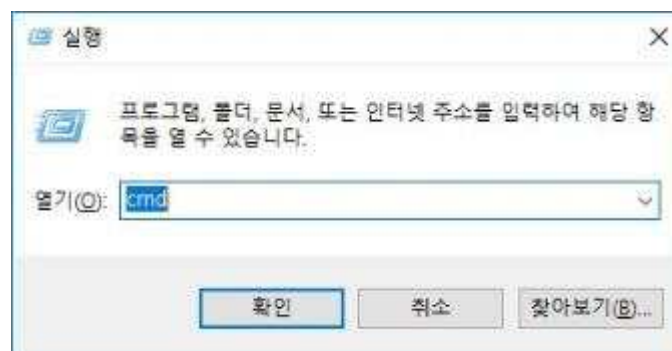 실행
프로그램, 폴더, 문서, 또는 인터넷 주소를 입력하여 해당 항
목을 열 수 있습니다.
열기(O): cmd
확인 취소 찾아보기(B)...